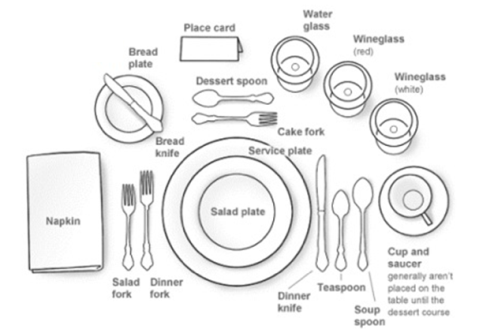 Place card
Water
glass
Wineglass
(red)
Wineglass
(white)
Bread
plate
Dessert spoon
Cake fork
Bread
knife
Service plate
Napkin
Salad plate
Salad
fork
Dinner
fork
Dinner
knife
Teaspoon
Soup
spoon
Cup and
saucer
generally aren't
placed on the
table until the
dessert course